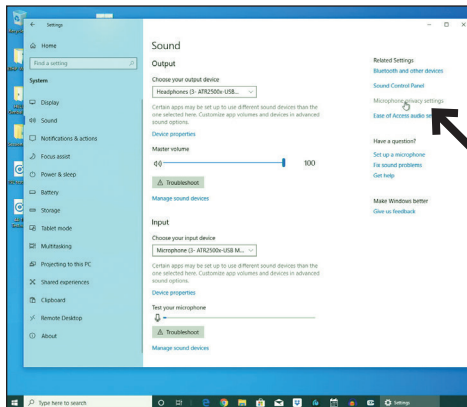 Settings
Home
Find a setting
System
Display
Sound
Notifications & actions
Focus assist
Power & sleep
Battery
Storage
Tablet mode
Multitasking
Projecting to this PC
Shared experiences
Clipboard
Remote Desktop
About
Sound
Output
Choose your output device
Headphones (3- ATR2500x-USB...
Certain apps may be set up to use different sound devices than the
one selected here. Customize app volumes and devices in advanced
sound options.
Device properties
Master volume
100
Troubleshoot
Manage sound devices
Input
Choose your input device
Microphone (3- ATR2500x-USB M...
Certain apps may be set up to use different sound devices than the
one selected here. Customize app volumes and devices in advanced
sound options.
Device properties
Test your microphone
Troubleshoot
Manage sound devices
Related Settings
Bluetooth and other devices
Sound Control Panel
Microphone privacy settings
Ease of Access audio
Have a question?
Set up a microphone
Fix sound problems
Get help
Make Windows better
Give us feedback
Type here to search
Settings